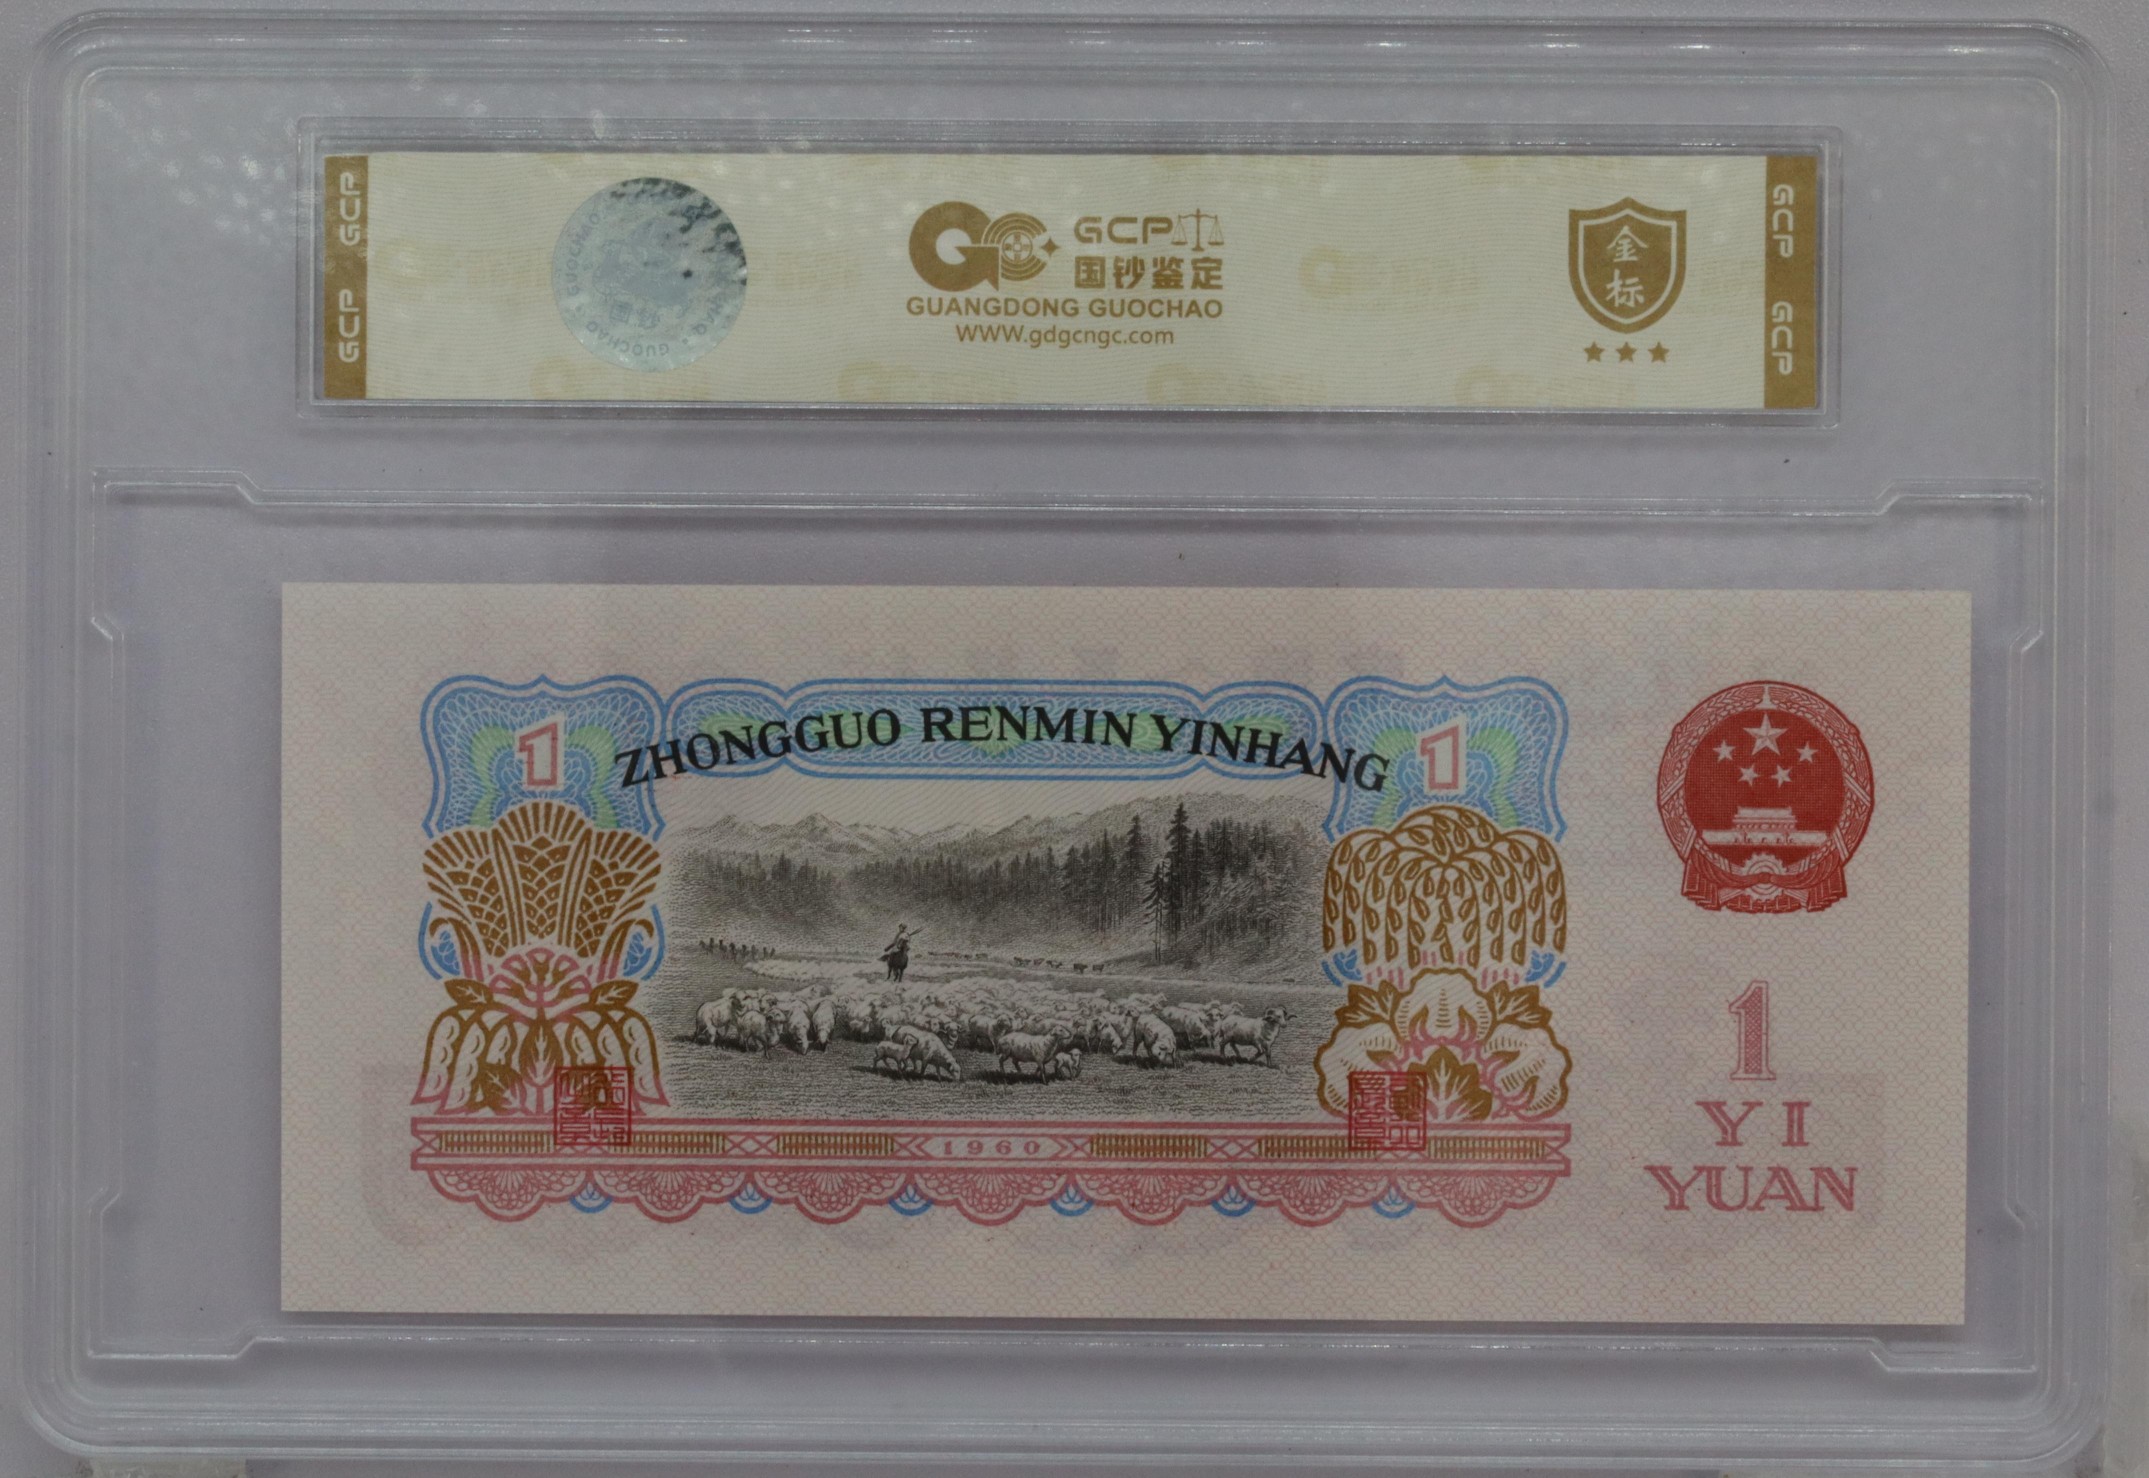 GCP GCP
GCP
国钞鉴定
GUANGDONG GUOCHAO
WWW.gdgcngc.com
金
标
GCP GCP
1
ZHONGGUO RENMIN YINHANG
1
1960
1
YI
YUAN